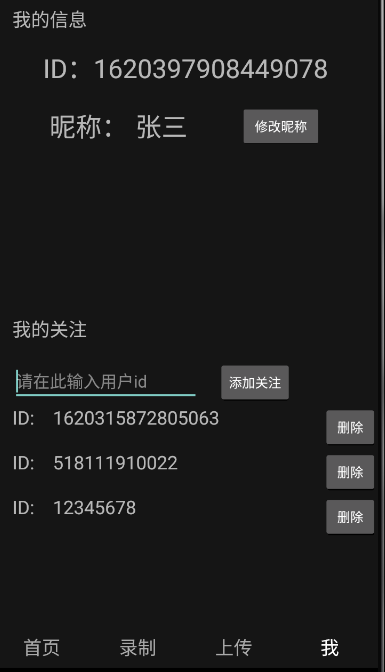 我的信息
ID：1620397908449078
昵称： 张三 修改昵称
我的关注
请在此输入用户id 添加关注
ID: 1620315872805063 删除
ID: 518111910022 删除
ID: 12345678 删除
首页 录制 上传 我